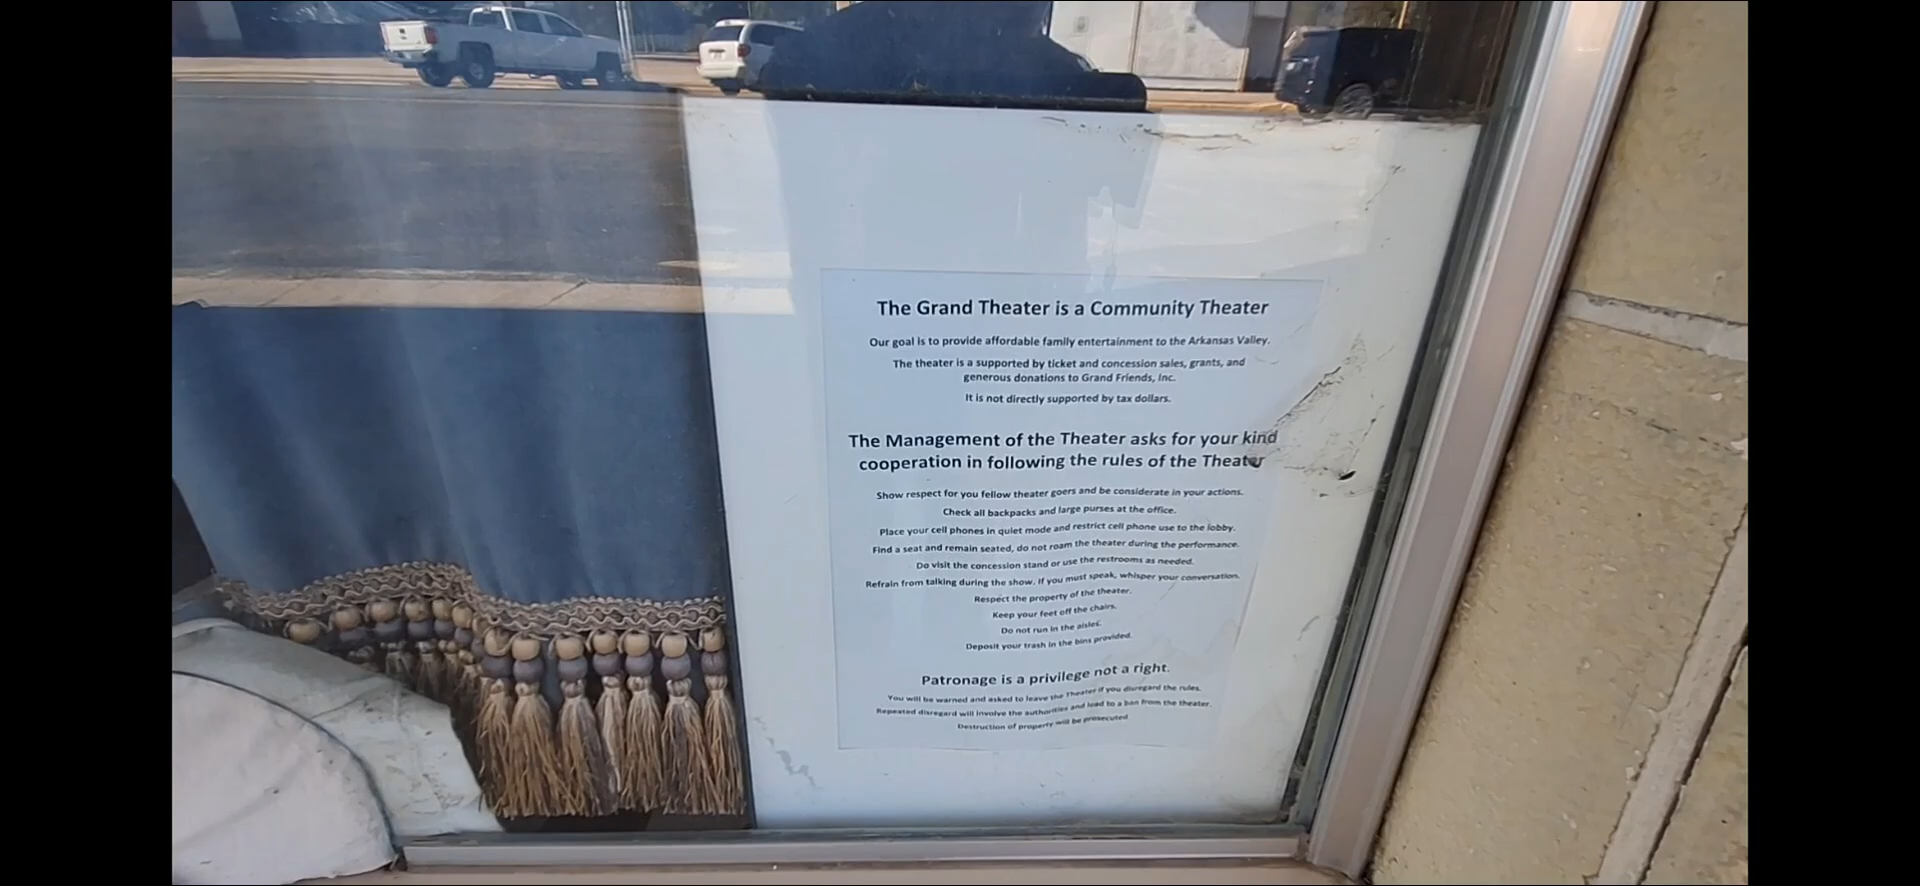 The Grand Theater is a Community Theater
Our goal is to provide affordable family entertainment to the Arkansas Valley.
The theater is a supported by ticket and concession sales, grants, and
generous donations to Grand Friends, Inc.
It is not directly supported by tax dollars.
The Management of the Theater asks for your kind
cooperation in following the rules of the Theater
Show respect for you fellow theater goers and be considerate in your actions.
Check all backpacks and large purses at the office.
Place your cell phones in quiet mode and restrict cell phone use to the lobby.
Find a seat and remain seated, do not roam the theater during the performance.
Do visit the concession stand or use the restrooms as needed.
Refrain from talking during the show. If you must speak, whisper your conversation.
Respect the property of the theater.
Keep your feet off the chairs.
Do not run in the aisles.
Deposit your trash in the bins provided.
Patronage is a privilege not a right.
You will be warned and asked to leave the Theater if you disregard the rules.
Repeated disregard will involve the authorities and lead to a ban from the theater.
Destruction of property will be prosecuted